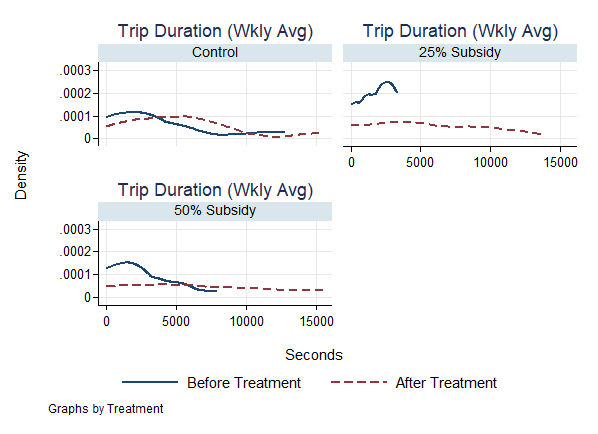 Trip Duration (Wkly Avg) Trip Duration (Wkly Avg)
Control 25% Subsidy
.0003
.0002
.0001
0
0 5000 10000 15000
Trip Duration (Wkly Avg)
50% Subsidy
.0003
.0002
.0001
0
0 5000 10000 15000
Density
Seconds
Before Treatment After Treatment
Graphs by Treatment